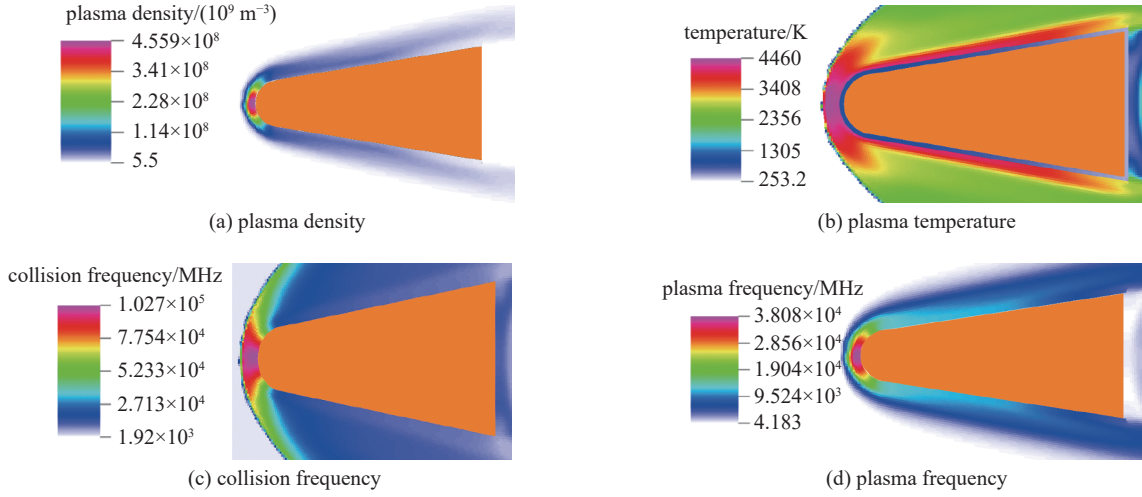 plasma density/(10⁹ m⁻³)
4.559×10⁸
3.41×10⁸
2.28×10⁸
1.14×10⁸
5.5
(a) plasma density
temperature/K
4460
3408
2356
1305
253.2
(b) plasma temperature
collision frequency/MHz
1.027×10⁵
7.754×10⁴
5.233×10⁴
2.713×10⁴
1.92×10³
(c) collision frequency
plasma frequency/MHz
3.808×10⁴
2.856×10⁴
1.904×10⁴
9.524×10³
4.183
(d) plasma frequency